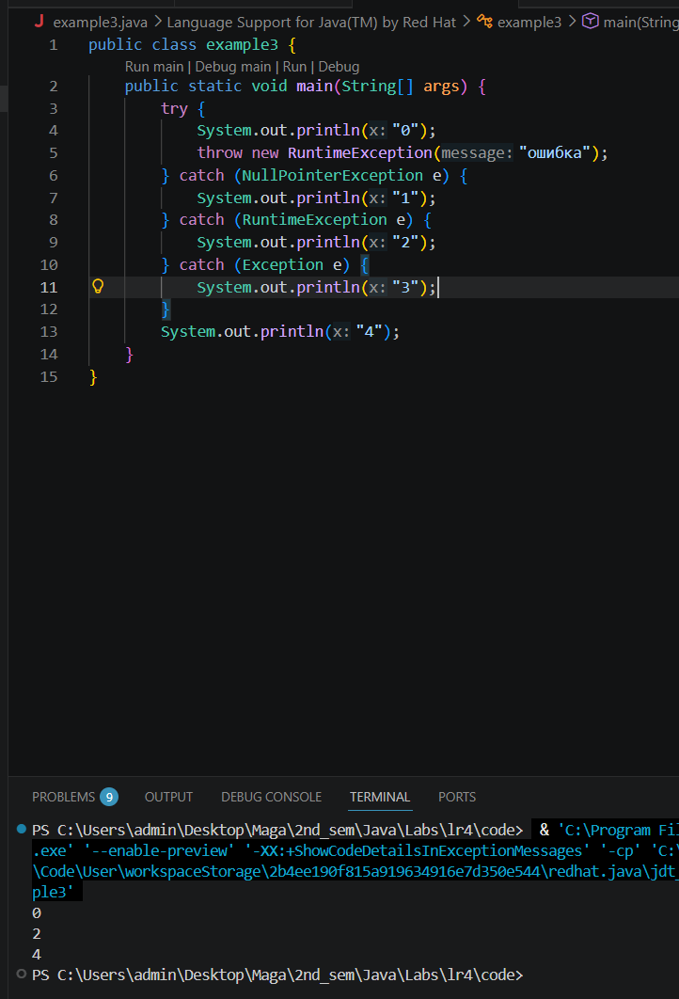 example3.java > Language Support for Java(TM) by Red Hat > example3 > main(String
1 public class example3 {
Run main | Debug main | Run | Debug
2 public static void main(String[] args) {
3 try {
4 System.out.println(x: "0");
5 throw new RuntimeException(message: "ошибка");
6 } catch (NullPointerException e) {
7 System.out.println(x: "1");
8 } catch (RuntimeException e) {
9 System.out.println(x: "2");
10 } catch (Exception e) {
11 System.out.println(x: "3");
12 }
13 System.out.println(x: "4");
14 }
15 }
PROBLEMS 9 OUTPUT DEBUG CONSOLE TERMINAL PORTS
PS C:\Users\admin\Desktop\Maga\2nd_sem\Java\Labs\lr4\code> & 'C:\Program Fil
.exe' '--enable-preview' '-XX:+ShowCodeDetailsInExceptionMessages' '-cp' 'C:\
\Code\User\workspaceStorage\2b4ee190f815a919634916e7d350e544\redhat.java\jdt_
ple3'
0
2
4
PS C:\Users\admin\Desktop\Maga\2nd_sem\Java\Labs\lr4\code>